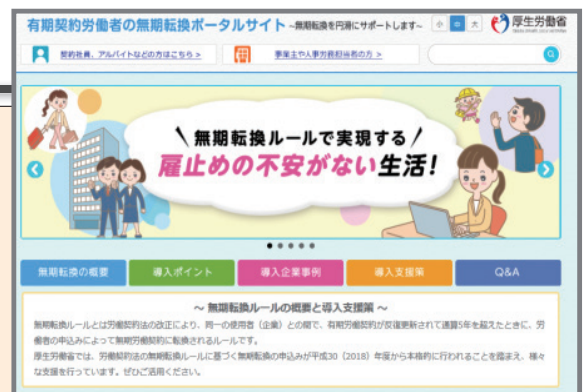 有期契約労働者の無期転換ポータルサイト ~無期転換を円滑にサポートします~ 小 中 大 厚生労働省
契約社員、アルバイトなどの方はこちら > 事業主や人事労務担当者の方 >
無期転換ルールで実現する
雇止めの不安がない生活!
無期転換の概要 導入ポイント 導入企業事例 導入支援策 Q&A
~ 無期転換ルールの概要と導入支援策 ~
無期転換ルールとは労働契約法の改正により、同一の使用者(企業)との間で、有期労働契約が反復更新されて通算5年を超えたときに、労
働者の申込みによって無期労働契約に転換されるルールです。
厚生労働省では、労働契約法の無期転換ルールに基づく無期転換の申込みが平成30(2018)年度から本格的に行われることを踏まえ、様々
な支援を行っています。ぜひご活用ください。